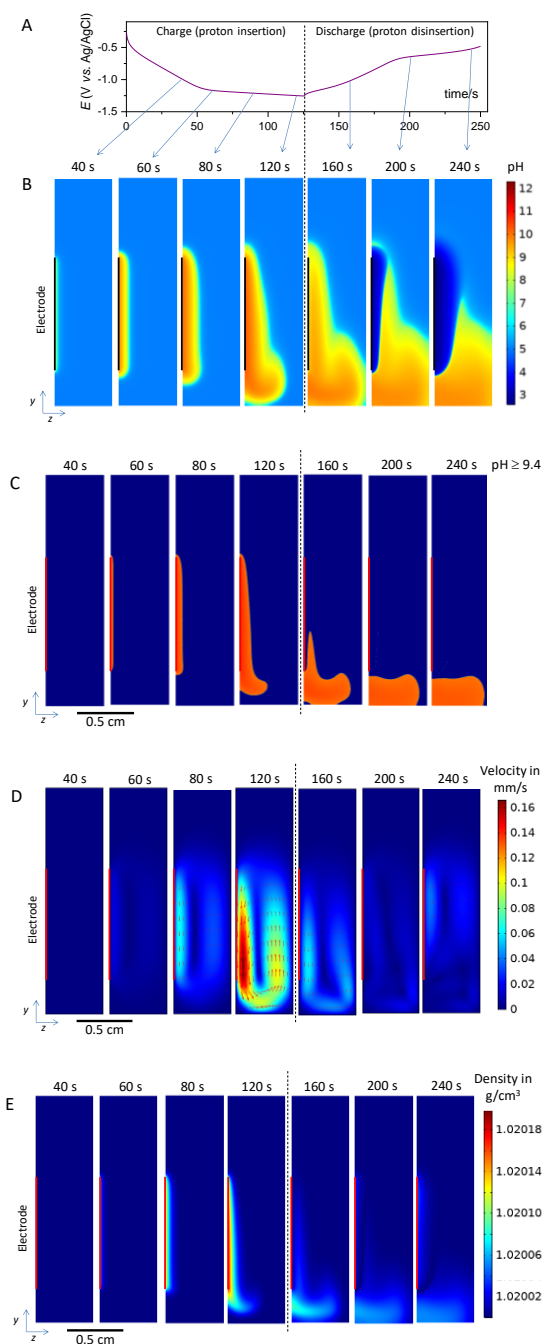 A
Charge (proton insertion)
Discharge (proton disinsertion)
E (V vs. Ag/AgCl)
-0.5
-1.0
-1.5
time/s
0 50 100 150 200 250
40 s 60 s 80 s 120 s 160 s 200 s 240 s pH
B
Electrode
12
11
10
9
8
7
6
5
4
3
y
z
40 s 60 s 80 s 120 s 160 s 200 s 240 s pH ≥ 9.4
C
Electrode
y
z
0.5 cm
Velocity in
mm/s
D
40 s 60 s 80 s 120 s 160 s 200 s 240 s
Electrode
0.16
0.14
0.12
0.10
0.08
0.06
0.04
0.02
0
y
z
0.5 cm
E
40 s 60 s 80 s 120 s 160 s 200 s 240 s
Density in
g/cm³
Electrode
1.02018
1.02014
1.02010
1.02006
1.02002
y
z
0.5 cm